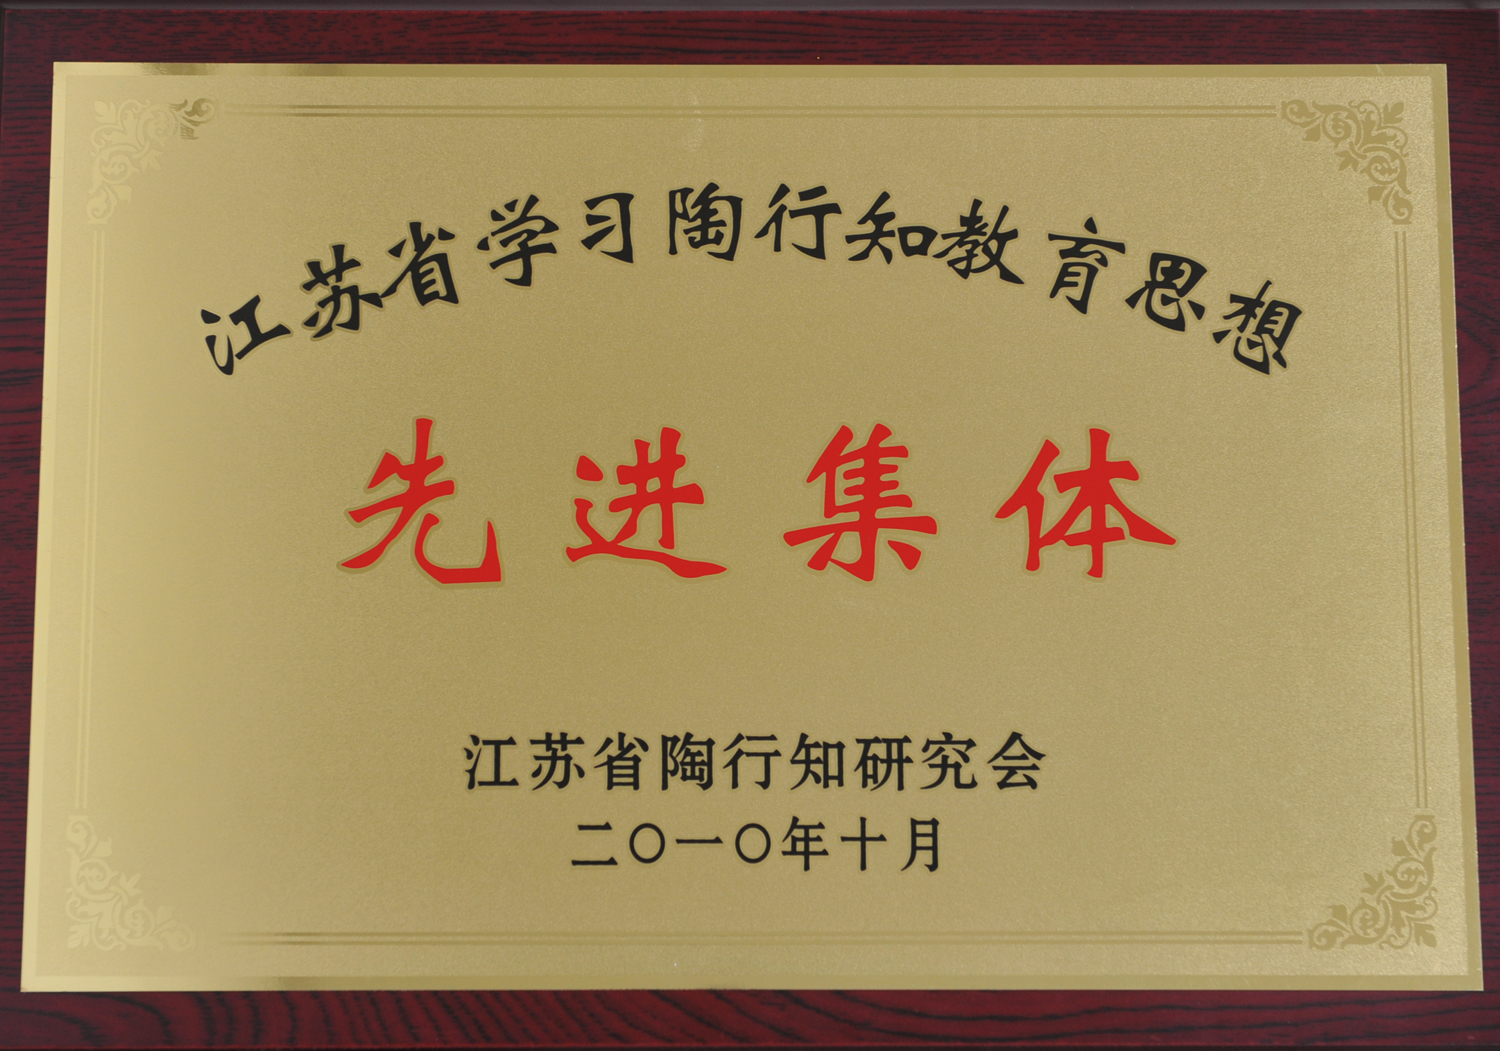 江苏省学习陶行知教育思想
先进集体
江苏省陶行知研究会
二〇一〇年十月